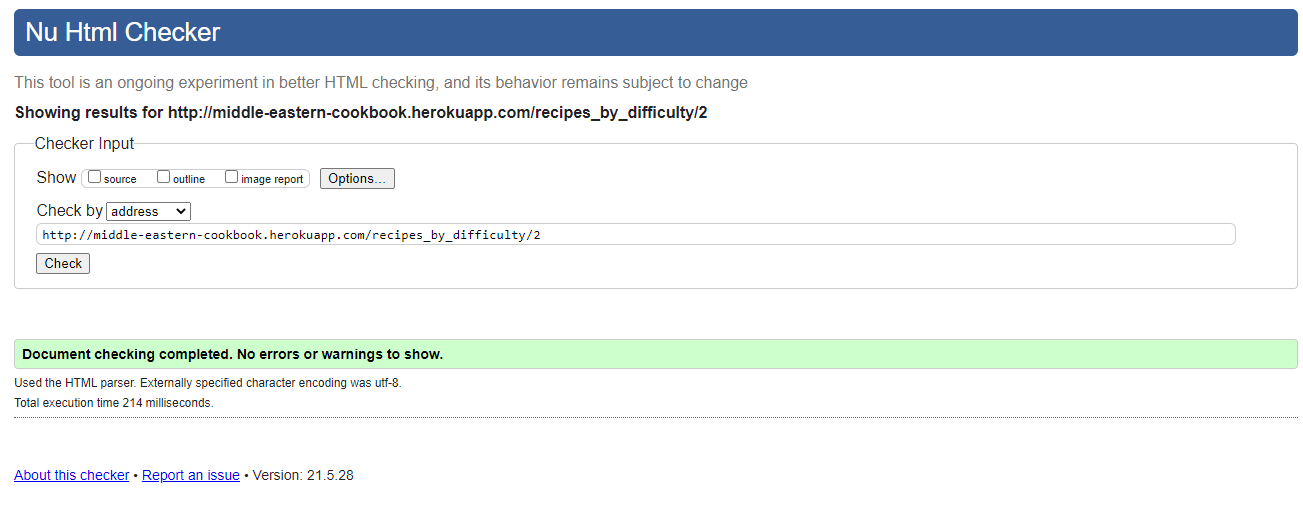 Nu Html Checker
This tool is an ongoing experiment in better HTML checking, and its behavior remains subject to change
Showing results for http://middle-eastern-cookbook.herokuapp.com/recipes_by_difficulty/2
Checker Input
Show source outline image report Options...
Check by address
http://middle-eastern-cookbook.herokuapp.com/recipes_by_difficulty/2
Check
Document checking completed. No errors or warnings to show.
Used the HTML parser. Externally specified character encoding was utf-8.
Total execution time 214 milliseconds.
About this checker • Report an issue • Version: 21.5.28